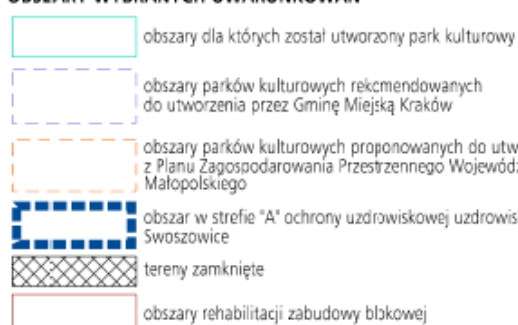 obszary dla których został utworzony park kulturowy
obszary parków kulturowych rekomendowanych
do utworzenia przez Gminę Miejską Kraków
obszary parków kulturowych proponowanych do utw
z Planu Zagospodarowania Przestrzennego Wojewód
Małopolskiego
obszar w strefie "A" ochrony uzdrowiskowej uzdrowis
Swoszowice
tereny zamknięte
obszary rehabilitacji zabudowy blokowej